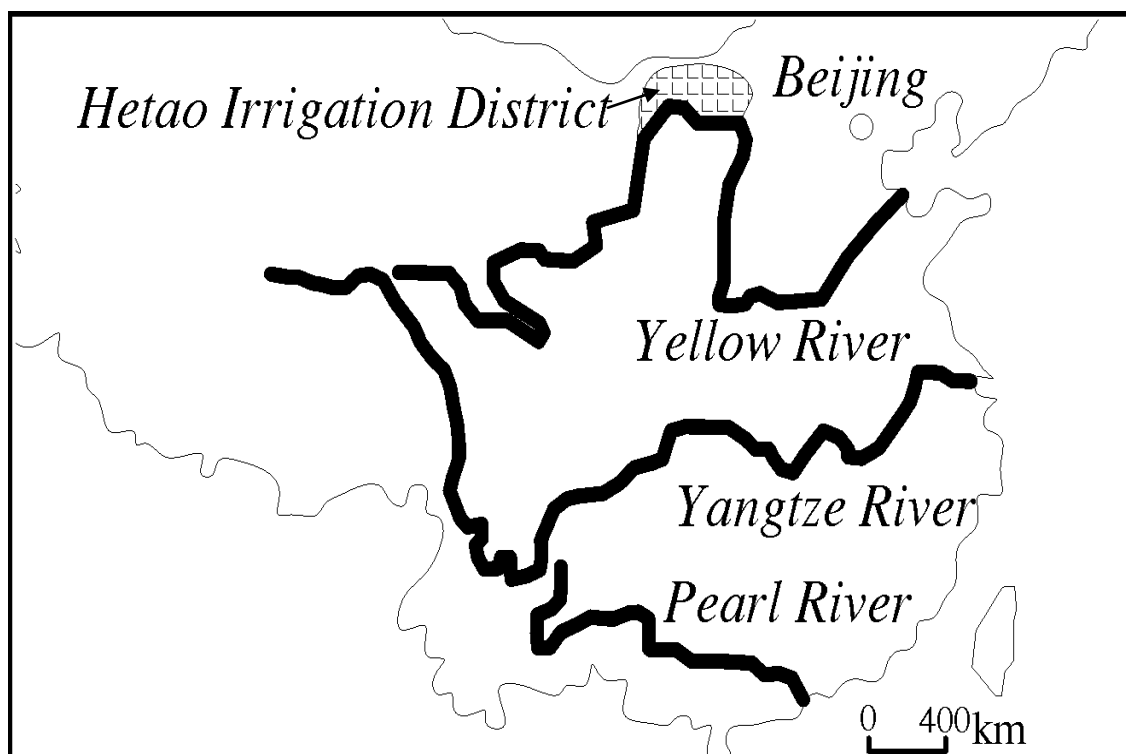 Beijing
Hetao Irrigation District
Yellow River
Yangtze River
Pearl River
0 400km